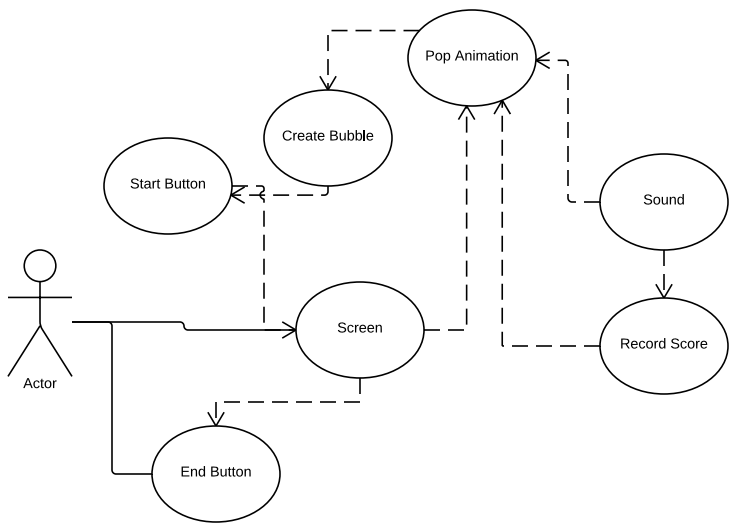 Pop Animation
Create Bubble
Start Button
Sound
Screen
Record Score
Actor
End Button